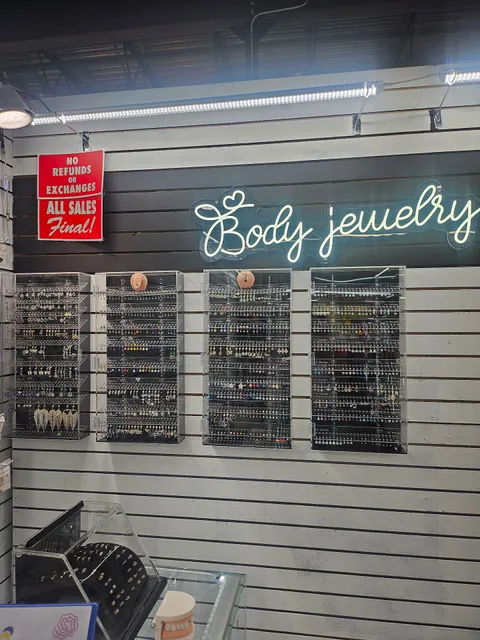 NO
REFUNDS
OR
EXCHANGES
ALL SALES
Final!
Body jewelry